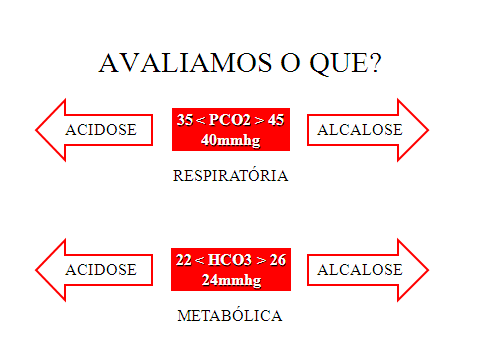 AVALIAMOS O QUE?
ACIDOSE
35 < PCO2 > 45
40mmhg
ALCALOSE
RESPIRATÓRIA
ACIDOSE
22 < HCO3 > 26
24mmhg
ALCALOSE
METABÓLICA